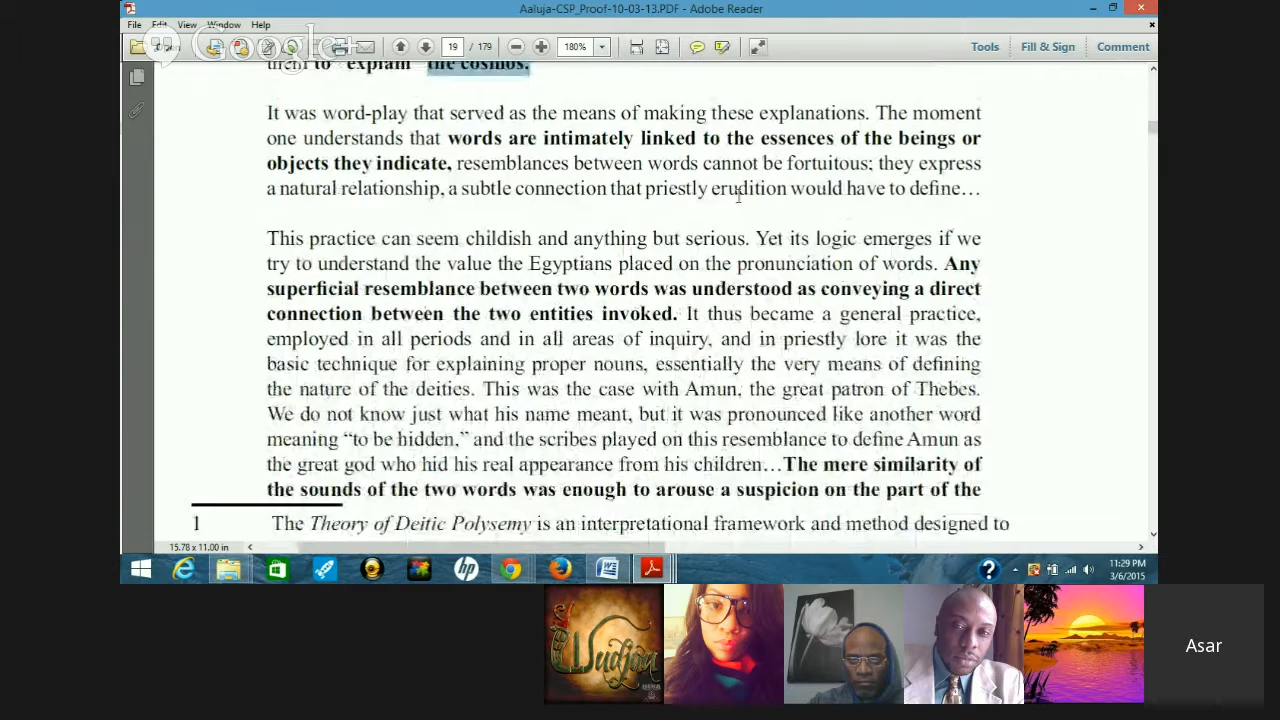 Aaluja-CSP_Proof-10-03-13.PDF - Adobe Reader
File Edit View Window Help
Google+
19 / 179
180%
Tools Fill & Sign Comment
them to "explain" the cosmos.
It was word-play that served as the means of making these explanations. The moment
one understands that words are intimately linked to the essences of the beings or
objects they indicate, resemblances between words cannot be fortuitous; they express
a natural relationship, a subtle connection that priestly erudition would have to define…
This practice can seem childish and anything but serious. Yet its logic emerges if we
try to understand the value the Egyptians placed on the pronunciation of words. Any
superficial resemblance between two words was understood as conveying a direct
connection between the two entities invoked. It thus became a general practice,
employed in all periods and in all areas of inquiry, and in priestly lore it was the
basic technique for explaining proper nouns, essentially the very means of defining
the nature of the deities. This was the case with Amun, the great patron of Thebes.
We do not know just what his name meant, but it was pronounced like another word
meaning “to be hidden,” and the scribes played on this resemblance to define Amun as
the great god who hid his real appearance from his children…The mere similarity of
the sounds of the two words was enough to arouse a suspicion on the part of the
1 The Theory of Deitic Polysemy is an interpretational framework and method designed to
15.78 x 11.00 in
hp
11:29 PM
3/6/2015
Asar